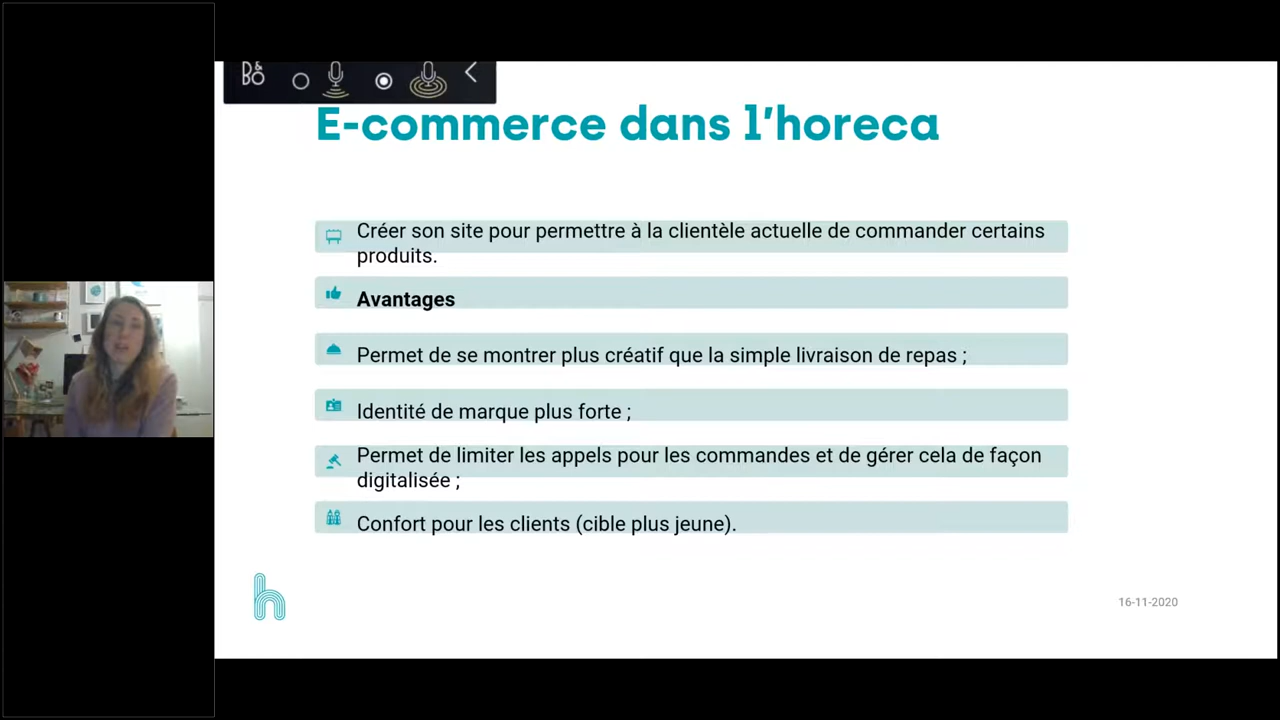 B&BO
E-commerce dans l'horeca
Créer son site pour permettre à la clientèle actuelle de commander certains
produits.
Avantages
Permet de se montrer plus créatif que la simple livraison de repas ;
Identité de marque plus forte ;
Permet de limiter les appels pour les commandes et de gérer cela de façon
digitalisée ;
Confort pour les clients (cible plus jeune).
h
16-11-2020